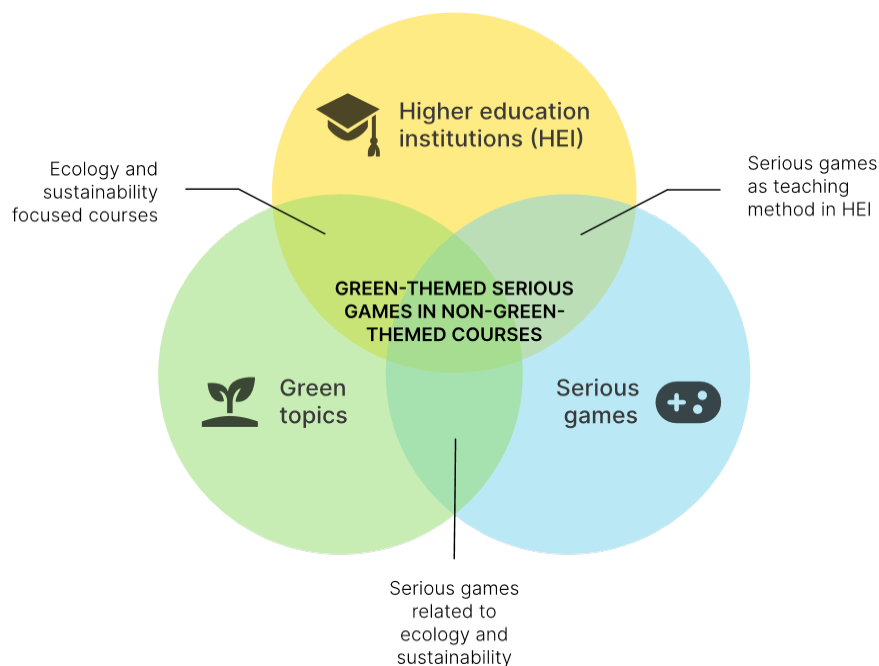 Higher education
institutions (HEI)
Ecology and
sustainability
focused courses
Serious games
as teaching
method in HEI
GREEN-THEMED SERIOUS
GAMES IN NON-GREEN-
THEMED COURSES
Green
topics
Serious
games
Serious games
related to
ecology and
sustainability